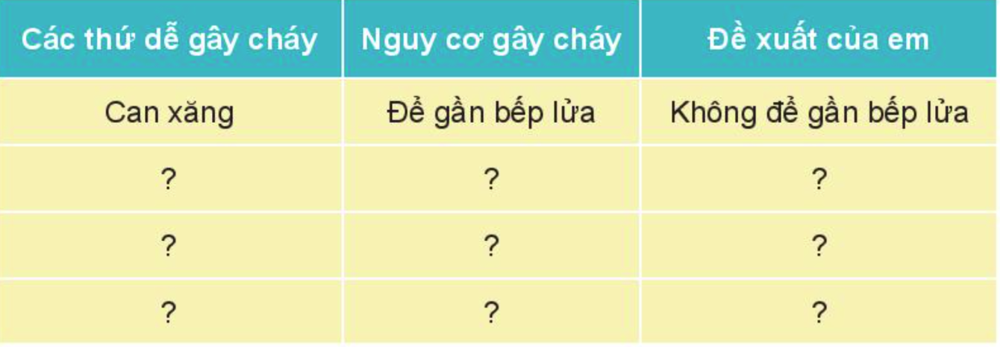 Các thứ dễ gây cháy Nguy cơ gây cháy Đề xuất của em
Can xăng Để gần bếp lửa Không để gần bếp lửa
? ? ?
? ? ?
? ? ?